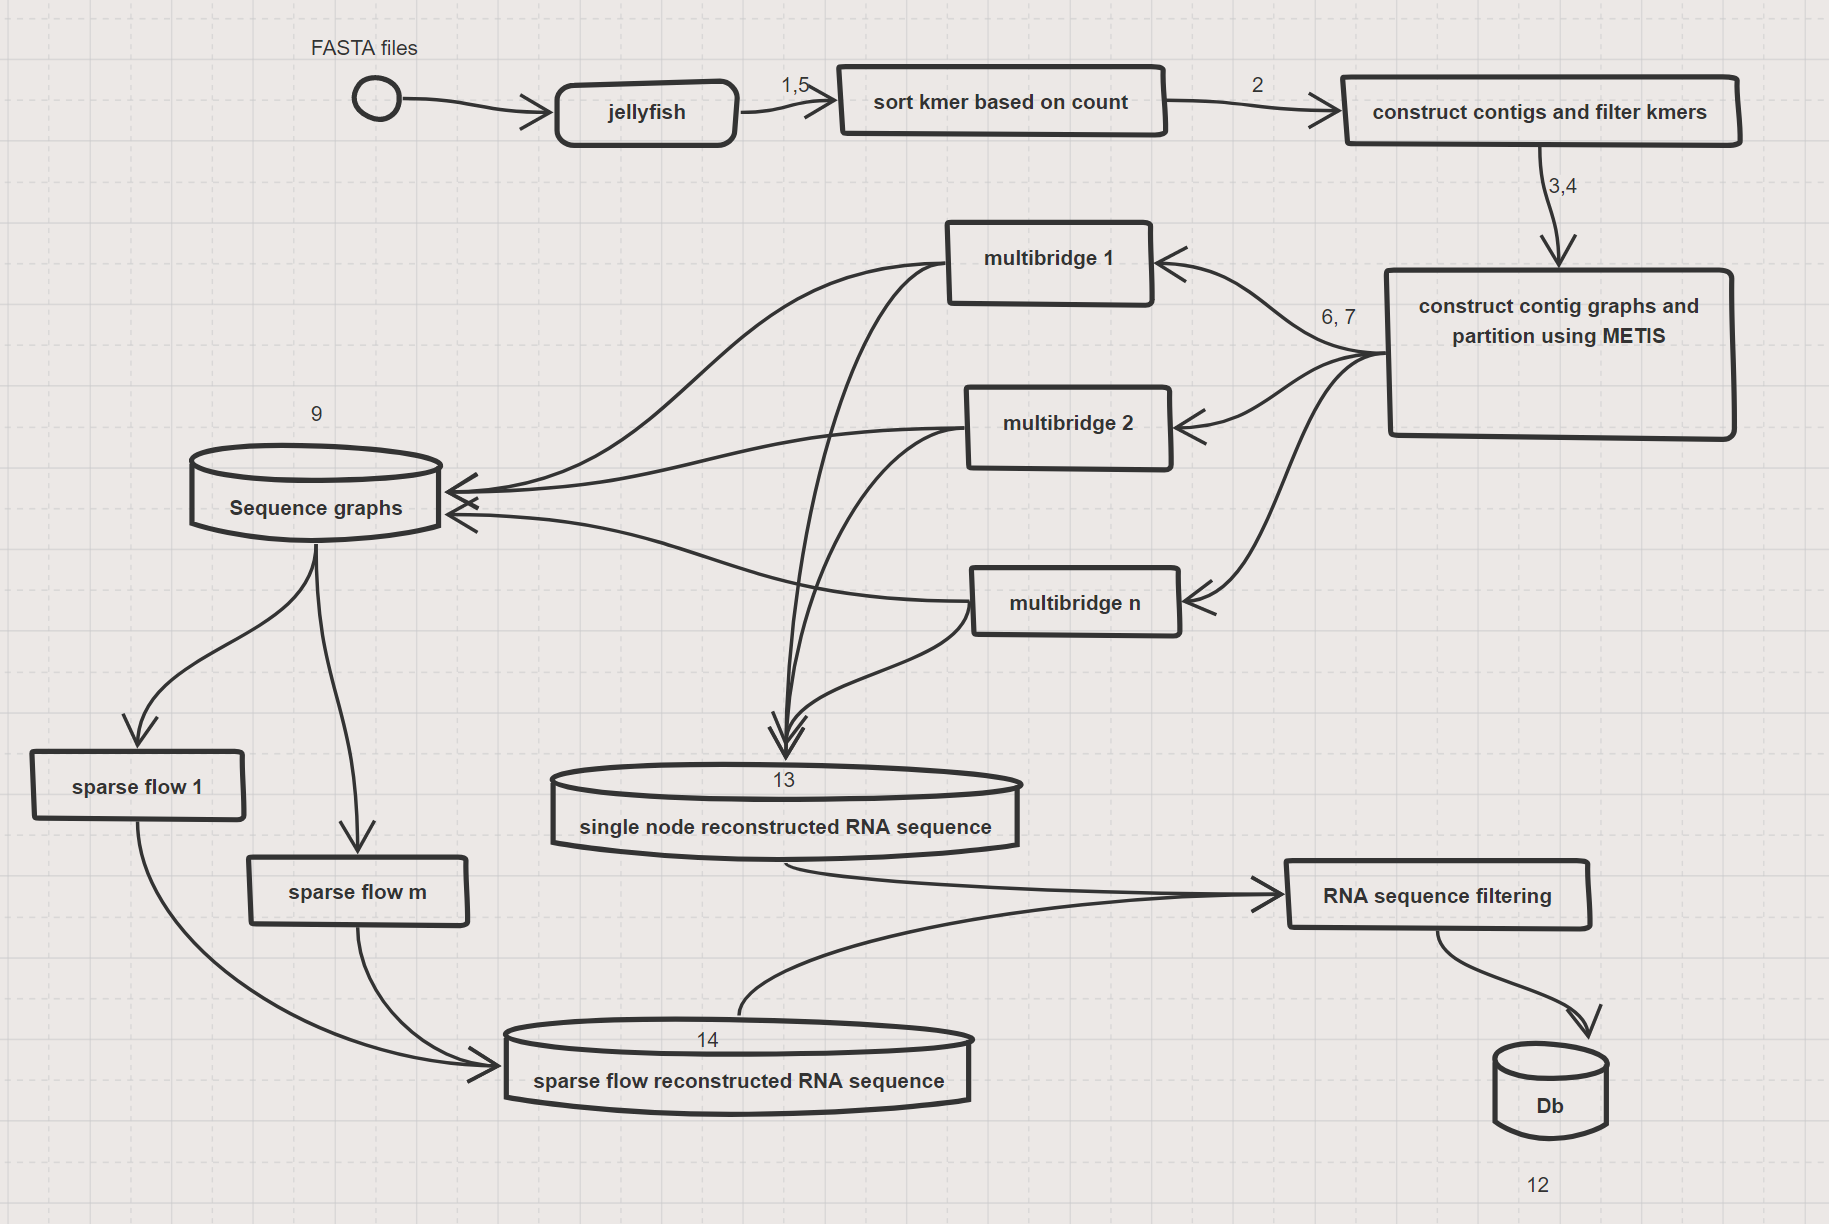 FASTA files
jellyfish
1,5
sort kmer based on count
2
construct contigs and filter kmers
3,4
construct contig graphs and
partition using METIS
6, 7
multibridge 1
multibridge 2
multibridge n
9
Sequence graphs
sparse flow 1
sparse flow m
13
single node reconstructed RNA sequence
14
sparse flow reconstructed RNA sequence
RNA sequence filtering
Db
12